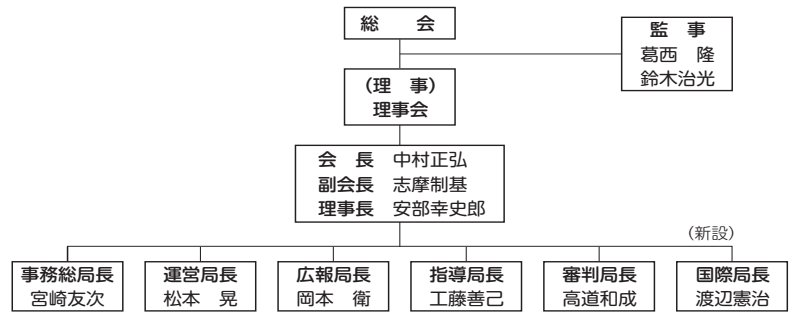 総　会
監　事
葛西　隆
鈴木治光
（理　事）
理事会
会　長　中村正弘
副会長　志摩制基
理事長　安部幸史郎
（新設）
事務総局長
宮崎友次
運営局長
松本　晃
広報局長
岡本　衛
指導局長
工藤善己
審判局長
高道和成
国際局長
渡辺憲治